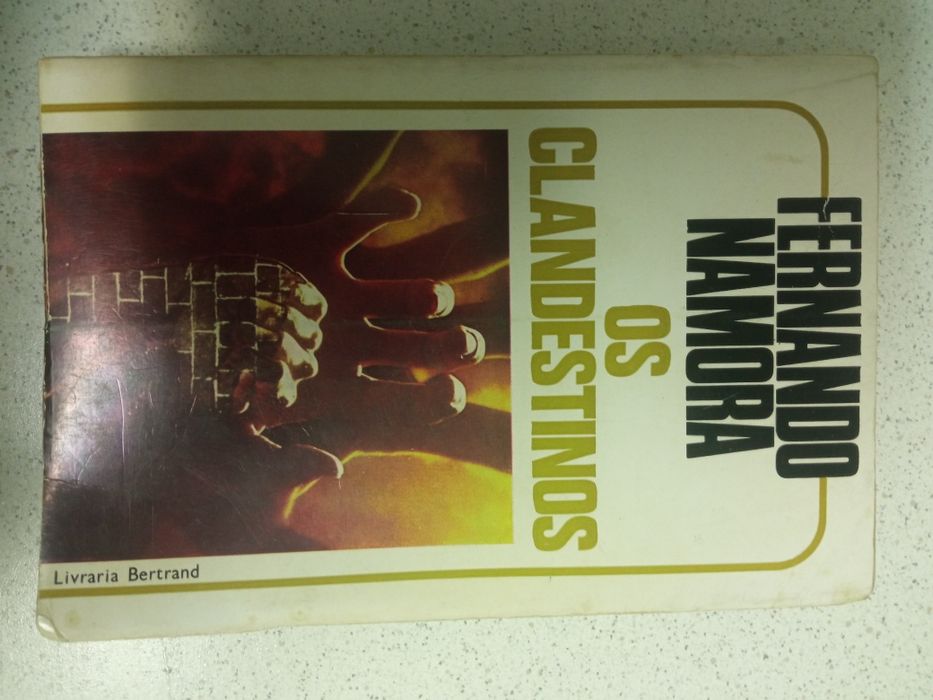 FERNANDO
NAMORA
OS
CLANDESTINOS
Livraria Bertrand